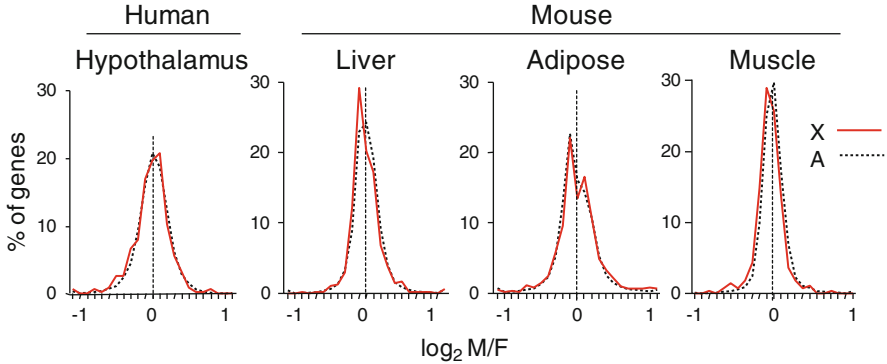 Human Mouse
Hypothalamus Liver Adipose Muscle
% of genes
30 30 30 30
20 20 20 20
10 10 10 10
0 0 0 0
-1 0 1 -1 0 1 -1 0 1 -1 0 1
X
A
log2 M/F